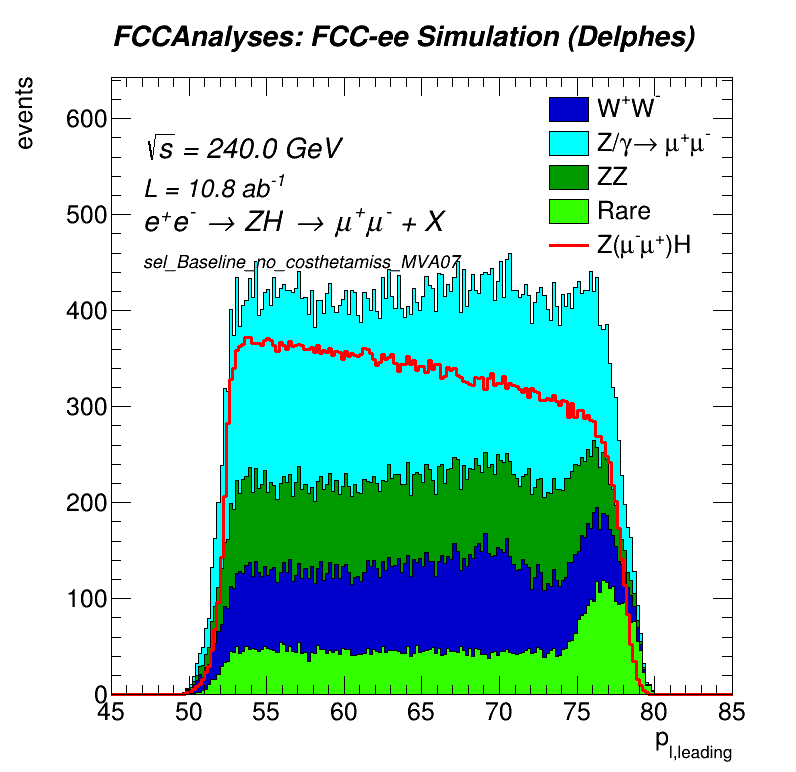 FCCAnalyses: FCC-ee Simulation (Delphes)
events
√s = 240.0 GeV
L = 10.8 ab⁻¹
e⁺e⁻ → ZH → μ⁺μ⁻ + X
sel_Baseline_no_costhetamiss_MVA07
W⁺W⁻
Z/γ→ μ⁺μ⁻
ZZ
Rare
Z(μ⁻μ⁺)H
600
500
400
300
200
100
0
45 50 55 60 65 70 75 80 85
p_l,leading